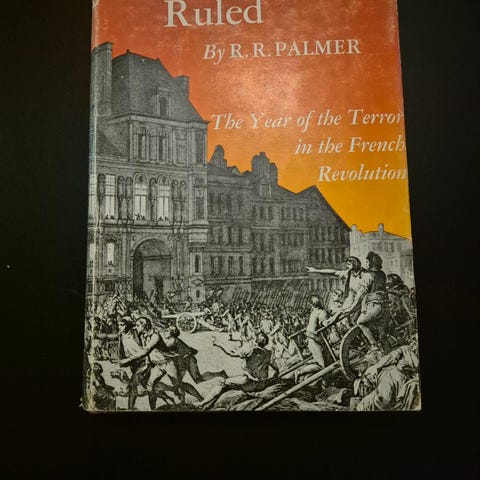 Ruled
By R. R. PALMER
The Year of the Terror
in the French
Revolution